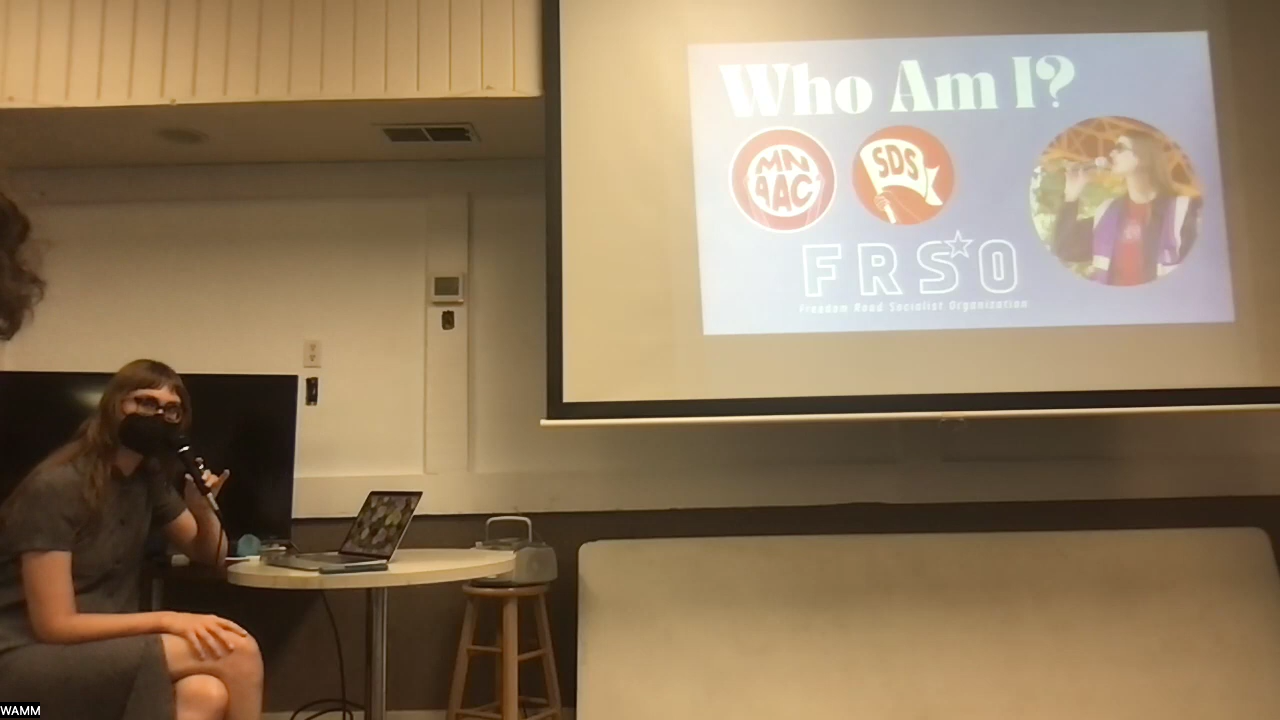 Who Am I?
MN
AAC
SDS
FRSO
Freedom Road Socialist Organization
WAMM